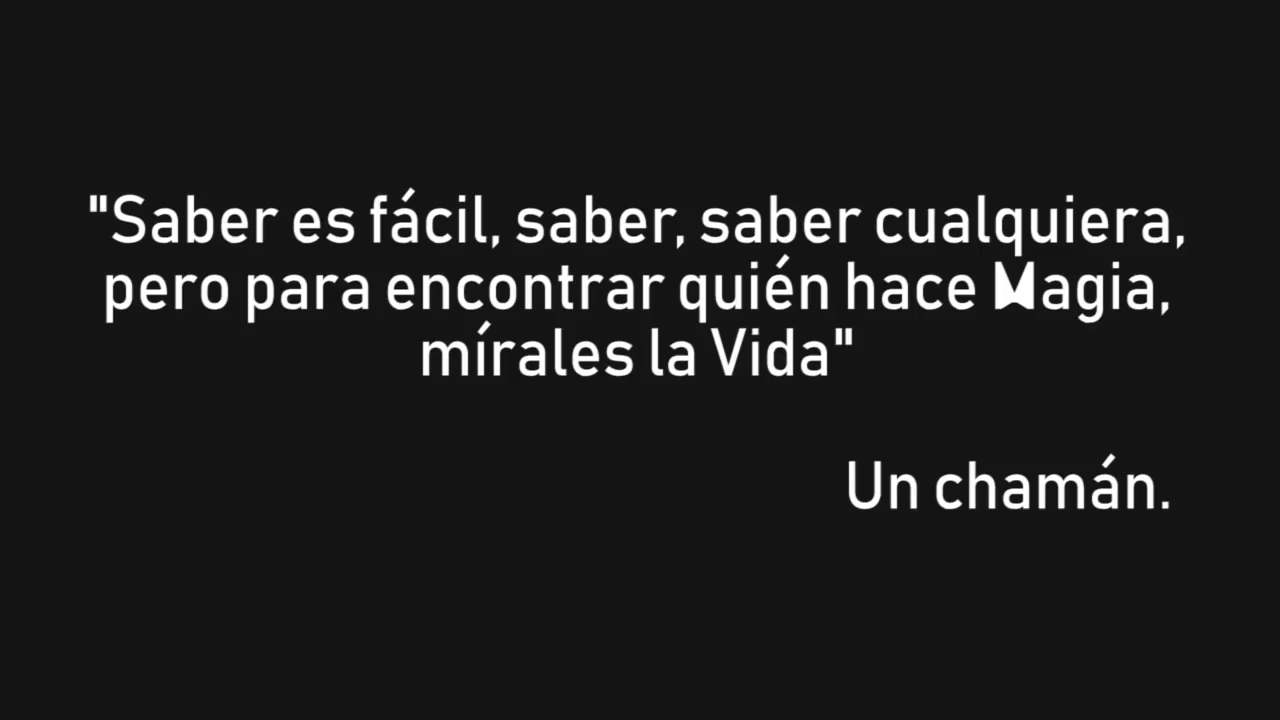 "Saber es fácil, saber, saber cualquiera,
pero para encontrar quién hace Magia,
mírales la Vida"
Un chamán.